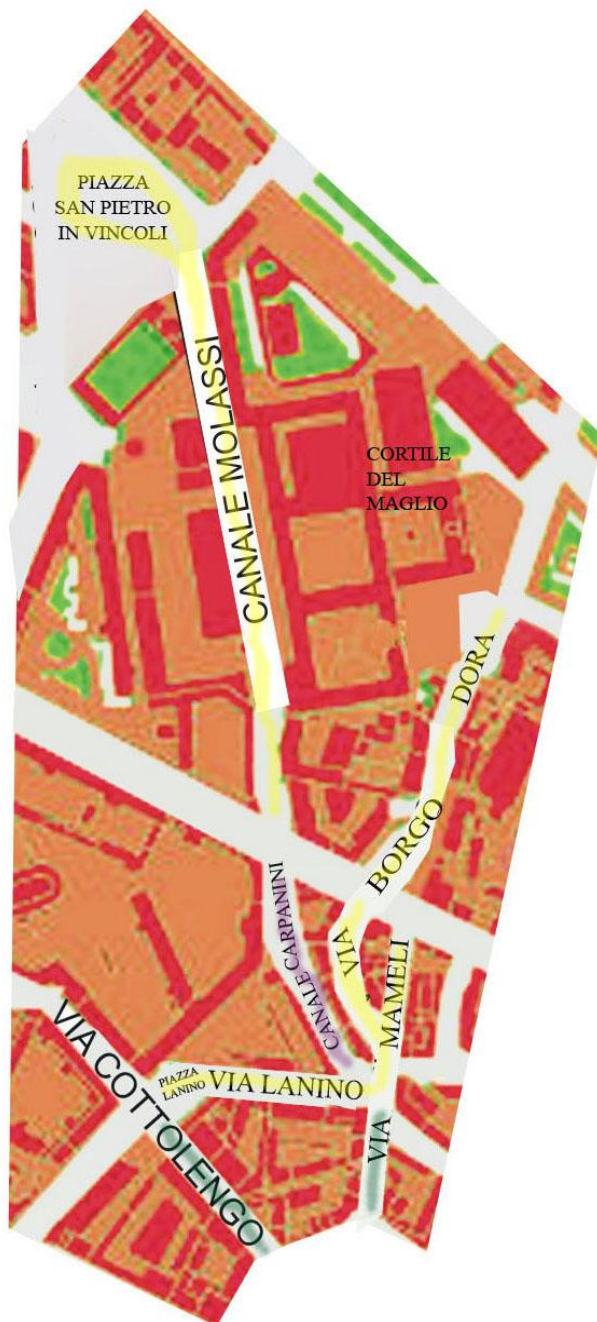 PIAZZA
SAN PIETRO
IN VINCOLI
CANALE MOLASSI
CORTILE
DEL
MAGLIO
VIA BORGO DORA
CANALE CARPANINI
VIA MAMELI
PIAZZA
LANINO
VIA LANINO
VIA COTTOLENGO